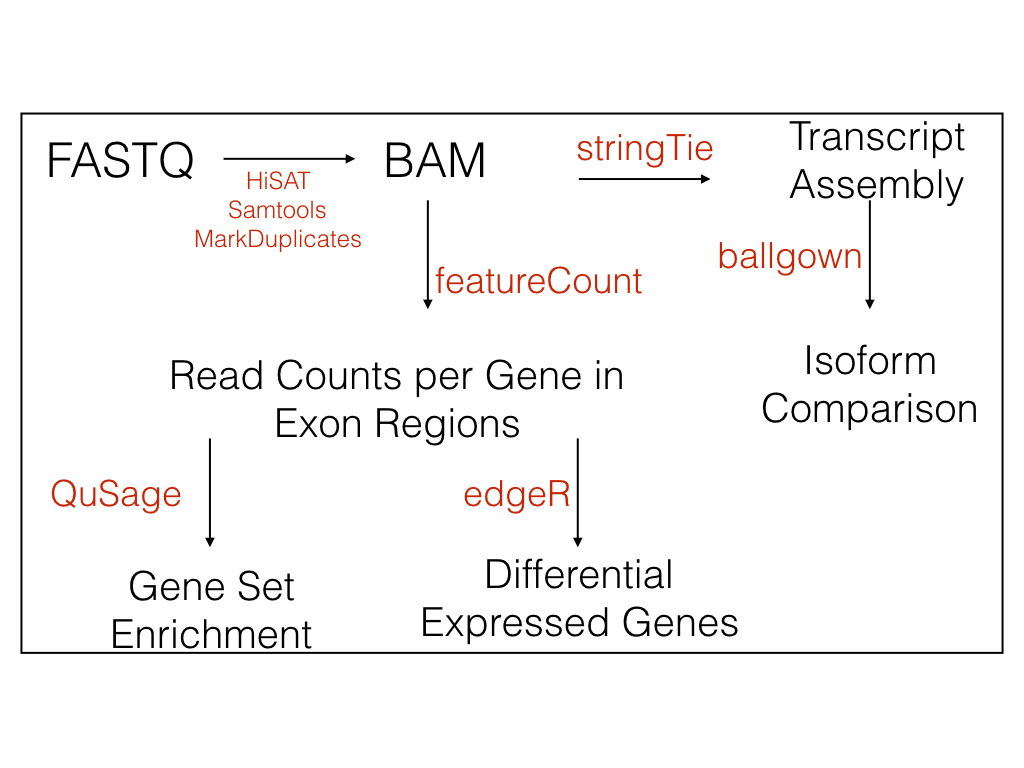 FASTQ
HiSAT
Samtools
MarkDuplicates
BAM
stringTie
Transcript
Assembly
featureCount
ballgown
Read Counts per Gene in
Exon Regions
Isoform
Comparison
QuSage
edgeR
Gene Set
Enrichment
Differential
Expressed Genes